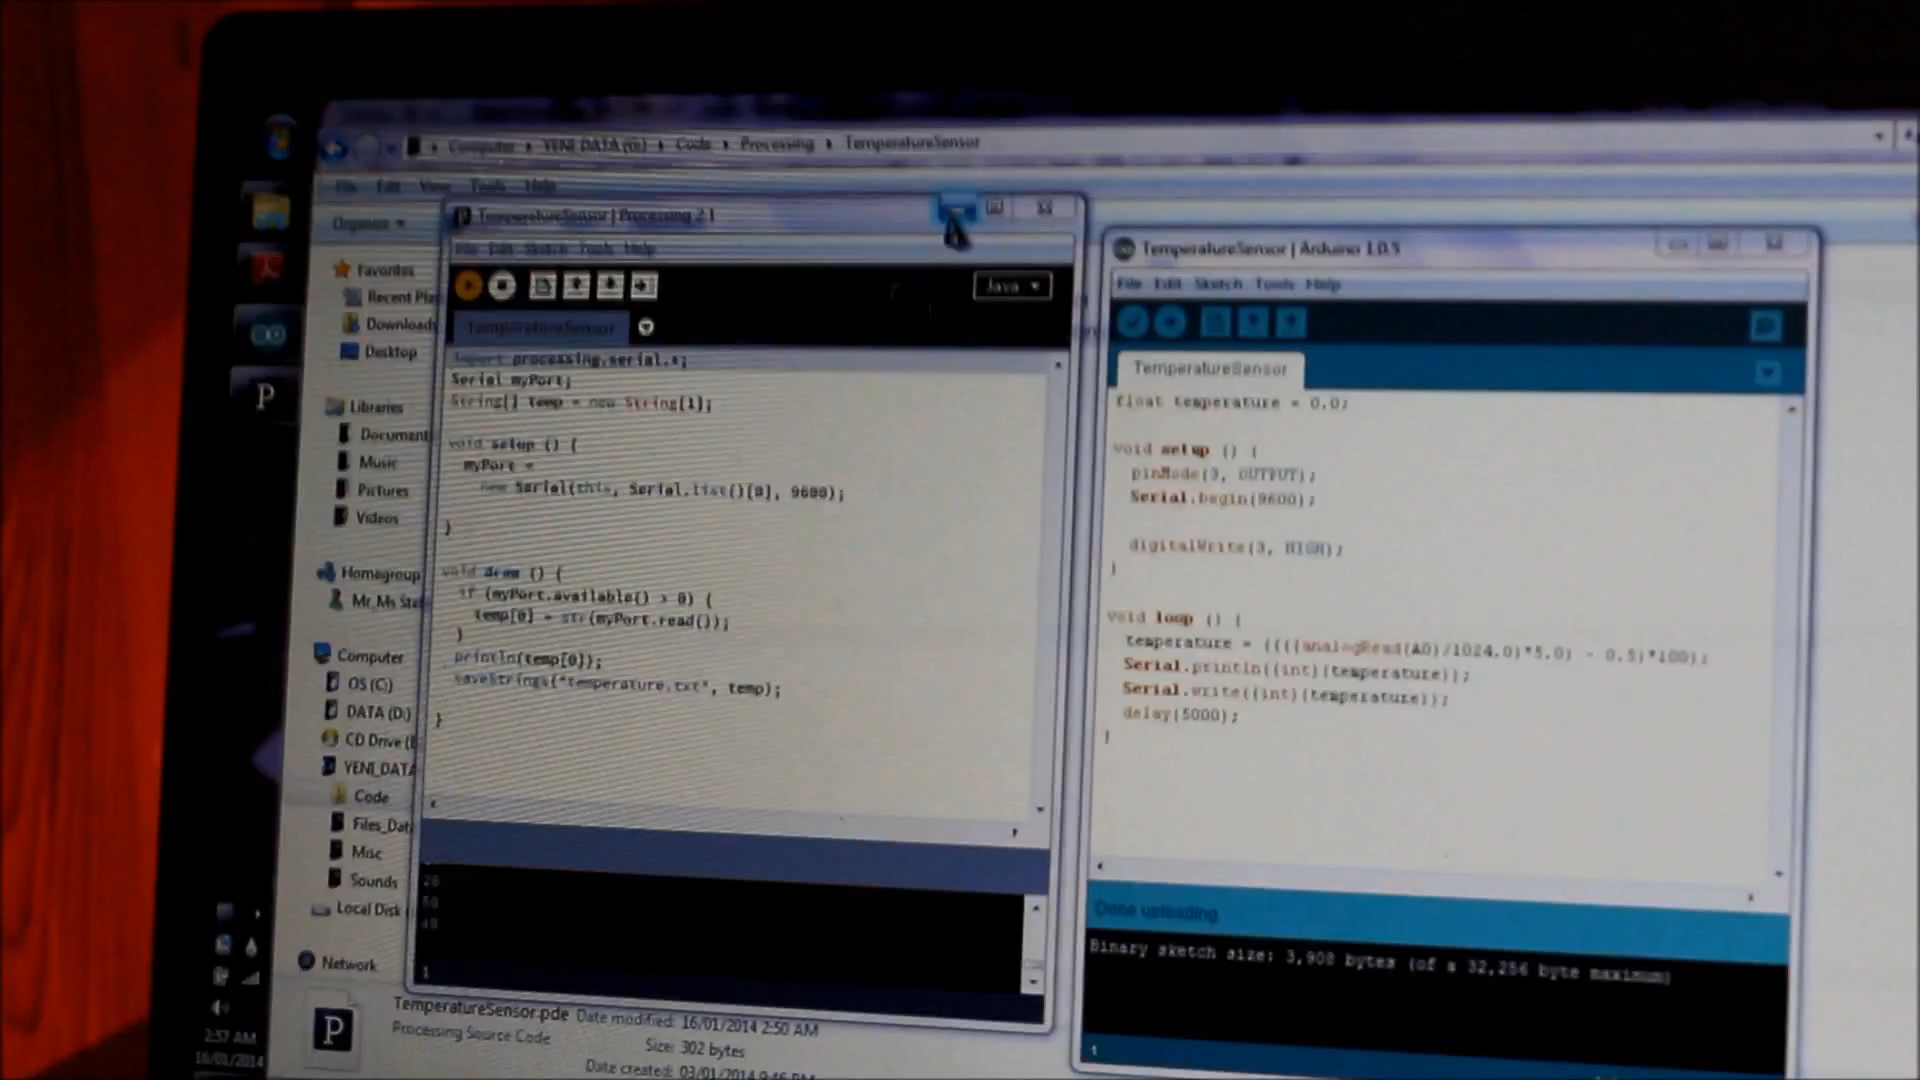 Computer ▸ YENI_DATA (G:) ▸ Code ▸ Processing ▸ TemperatureSensor
File Edit View Tools Help
Organize
Favorites
Recent Pla
Downloads
Desktop
Libraries
Document
Music
Pictures
Videos
Homegroup
Mr_Ms Sta
Computer
OS (C:)
DATA (D:)
CD Drive (E
YENI_DATA
Code
Files_Dat
Misc
Sounds
Local Disk
Network
TemperatureSensor | Processing 2.1
File Edit Sketch Tools Help
Java
TemperatureSensor
import processing.serial.*;
Serial myPort;
String[] temp = new String[1];
void setup () {
myPort =
new Serial(this, Serial.list()[0], 9600);
}
void draw () {
if (myPort.available() > 0) {
temp[0] = str(myPort.read());
}
println(temp[0]);
saveStrings("temperature.txt", temp);
}
26
50
49
1
TemperatureSensor | Arduino 1.0.5
File Edit Sketch Tools Help
TemperatureSensor
float temperature = 0.0;
void setup () {
pinMode(3, OUTPUT);
Serial.begin(9600);
digitalWrite(3, HIGH);
}
void loop () {
temperature = ((((analogRead(A0)/1024.0)*5.0) - 0.5)*100);
Serial.println((int)(temperature));
Serial.write((int)(temperature));
delay(5000);
}
Done uploading
Binary sketch size: 3,908 bytes (of a 32,256 byte maximum)
1
TemperatureSensor.pde Date modified: 16/01/2014 2:50 AM
Processing Source Code
Size: 302 bytes
Date created: 03/01/2014 9:46 PM
P
P
2:57 AM
16/01/2014